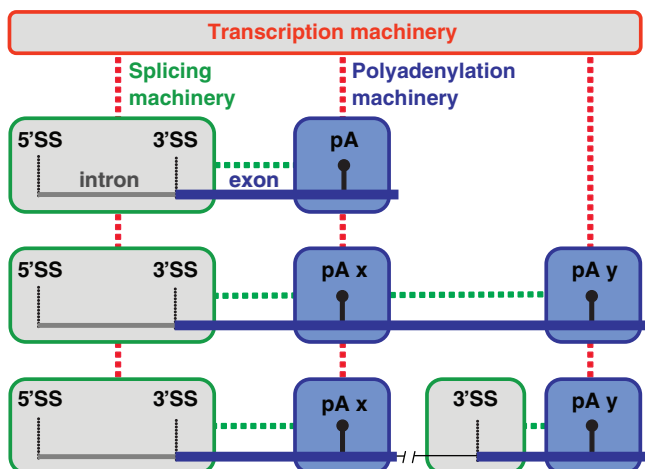 Transcription machinery
Splicing
machinery
Polyadenylation
machinery
5'SS
3'SS
pA
intron
exon
5'SS
3'SS
pA x
pA y
5'SS
3'SS
pA x
3'SS
pA y